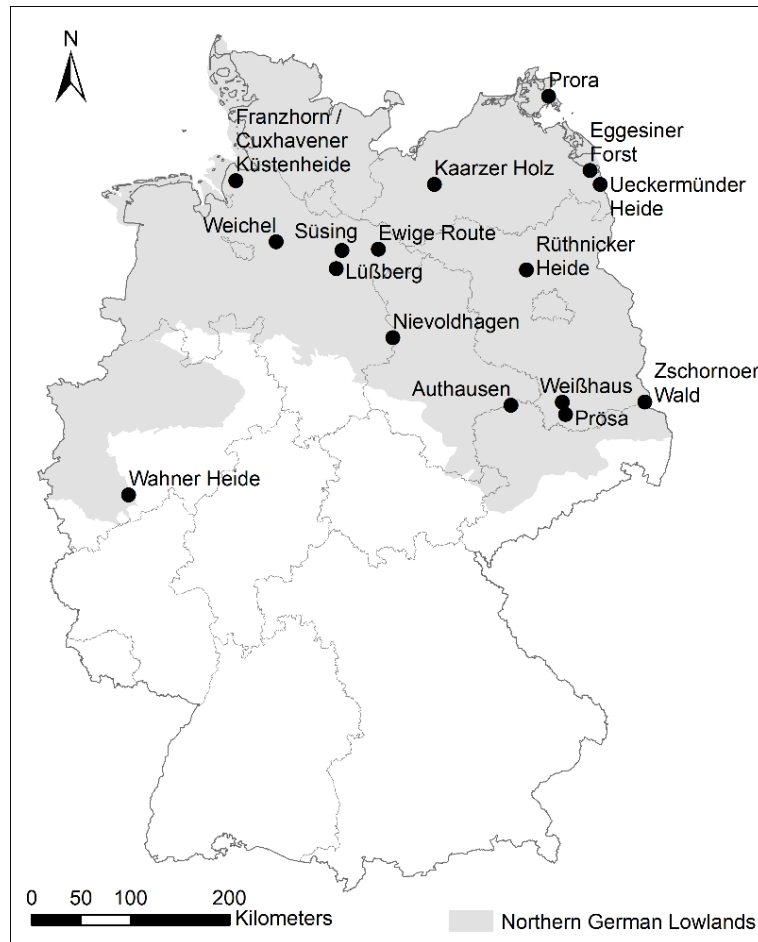 N
Prora
Franzhorn /
Cuxhavener
Küstenheide
Eggesiner
Forst
Kaarzer Holz
Ueckermünder
Heide
Weichel
Süsing
Ewige Route
Rüthnicker
Heide
Lüßberg
Nievoldhagen
Authausen
Weißhaus
Zschornoer
Wald
Prösa
Wahner Heide
0 50 100 200
Kilometers
Northern German Lowlands